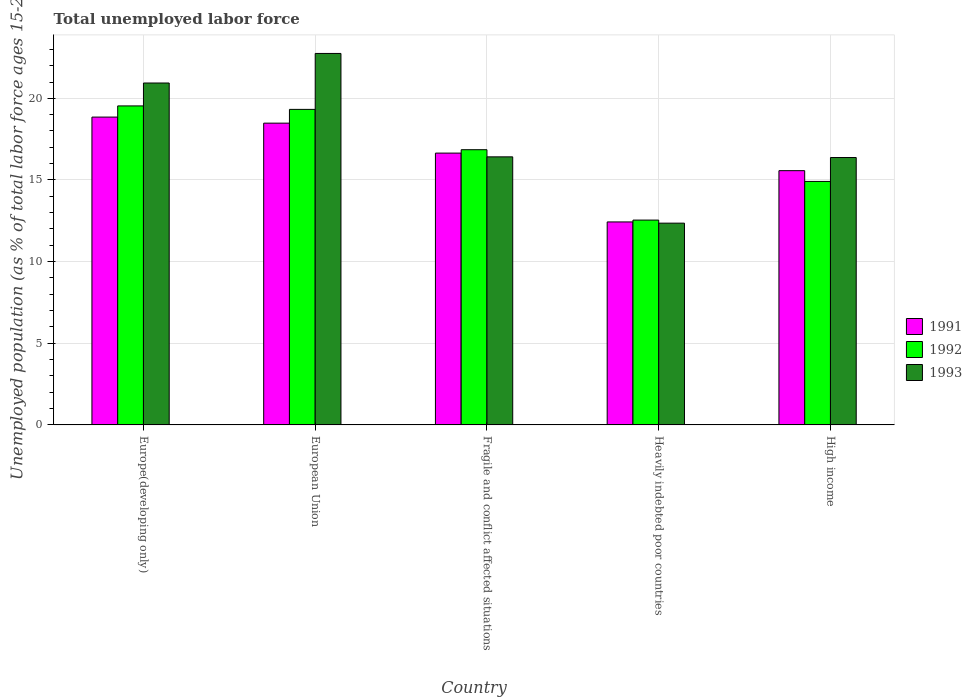 Total unemployed labor force
Unemployed population (as % of total labor force ages 15-2
20
15
10
5
0
Europe(developing only)
European Union
Fragile and conflict affected situations
Heavily indebted poor countries
High income
Country
1991
1992
1993